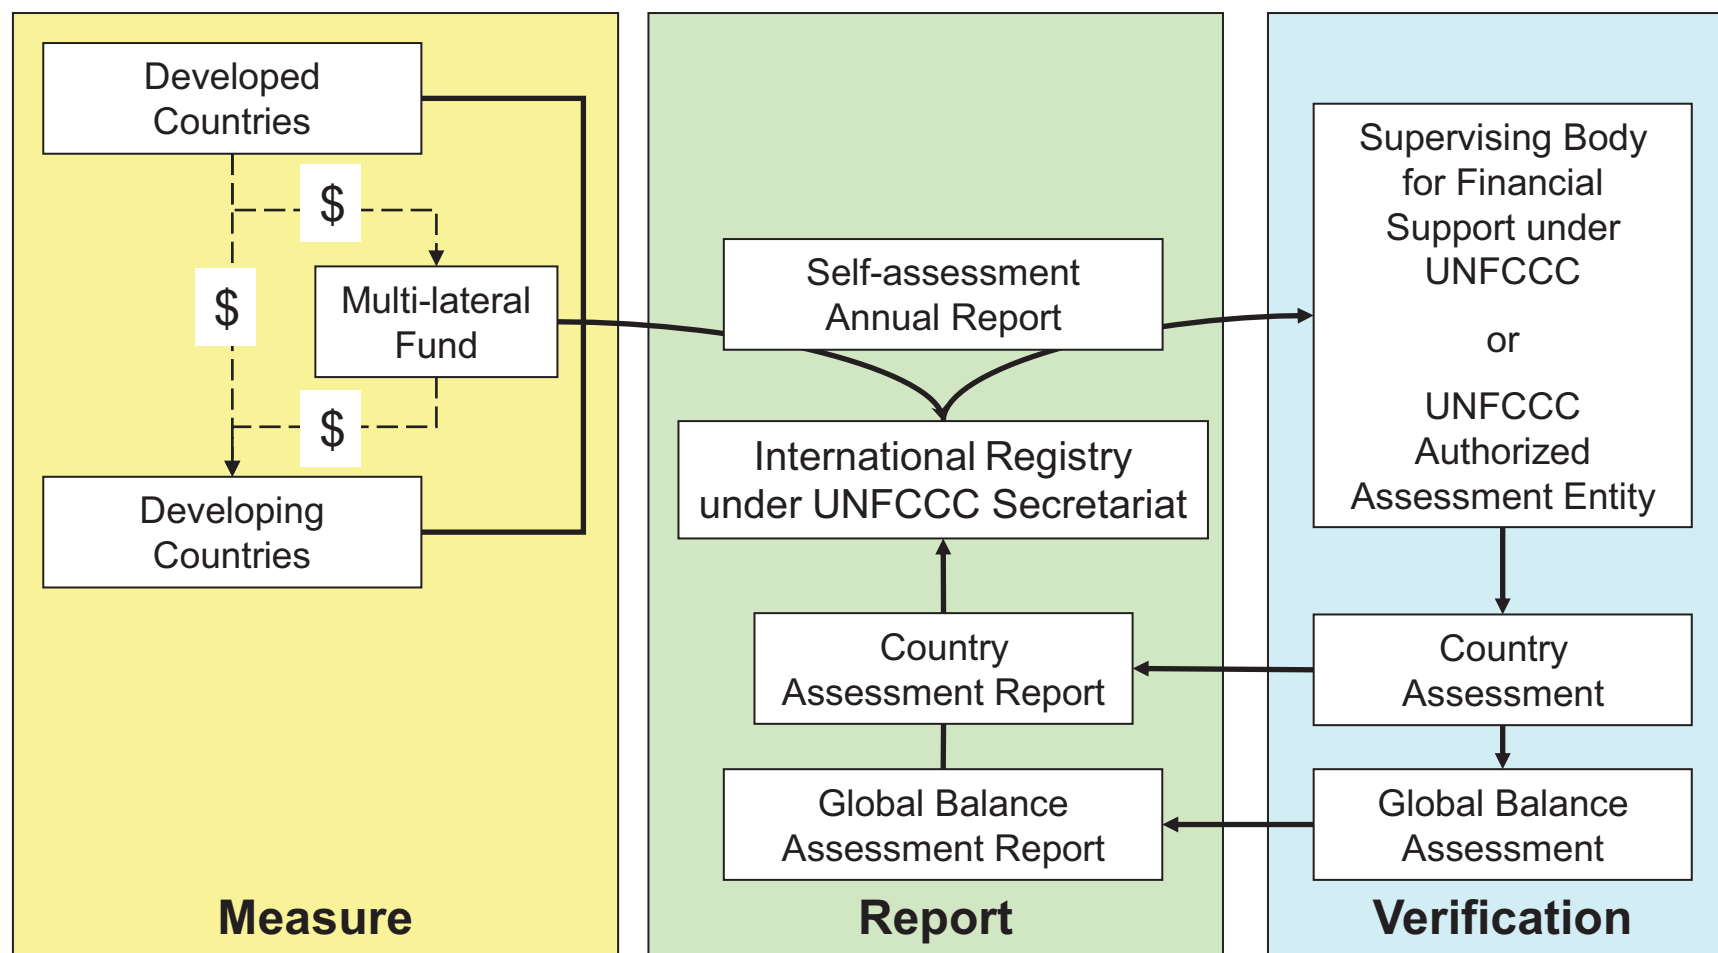 Developed
Countries
$
$
Multi-lateral
Fund
$
Developing
Countries
Measure
Self-assessment
Annual Report
International Registry
under UNFCCC Secretariat
Country
Assessment Report
Global Balance
Assessment Report
Report
Supervising Body
for Financial
Support under
UNFCCC
or
UNFCCC
Authorized
Assessment Entity
Country
Assessment
Global Balance
Assessment
Verification